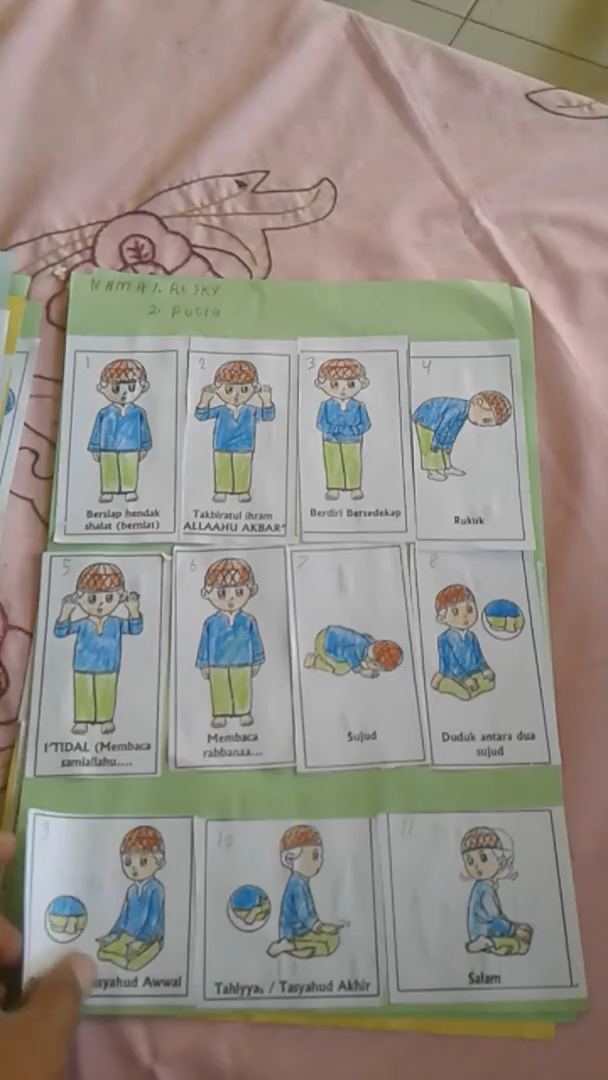 NAMA 1. RISKY
2. Putra
1
2
3
4
Bersiap hendak
shalat (berniat)
Takbiratul ihram
ALLAAHU AKBAR"
Berdiri Bersedekap
Rukuk
5
6
7
8
I'TIDAL (Membaca
samiallahu....
Membaca
rabbanaa...
Sujud
Duduk antara dua
sujud
9
10
11
Awwal
/ Tasyahud Akhir
Salam